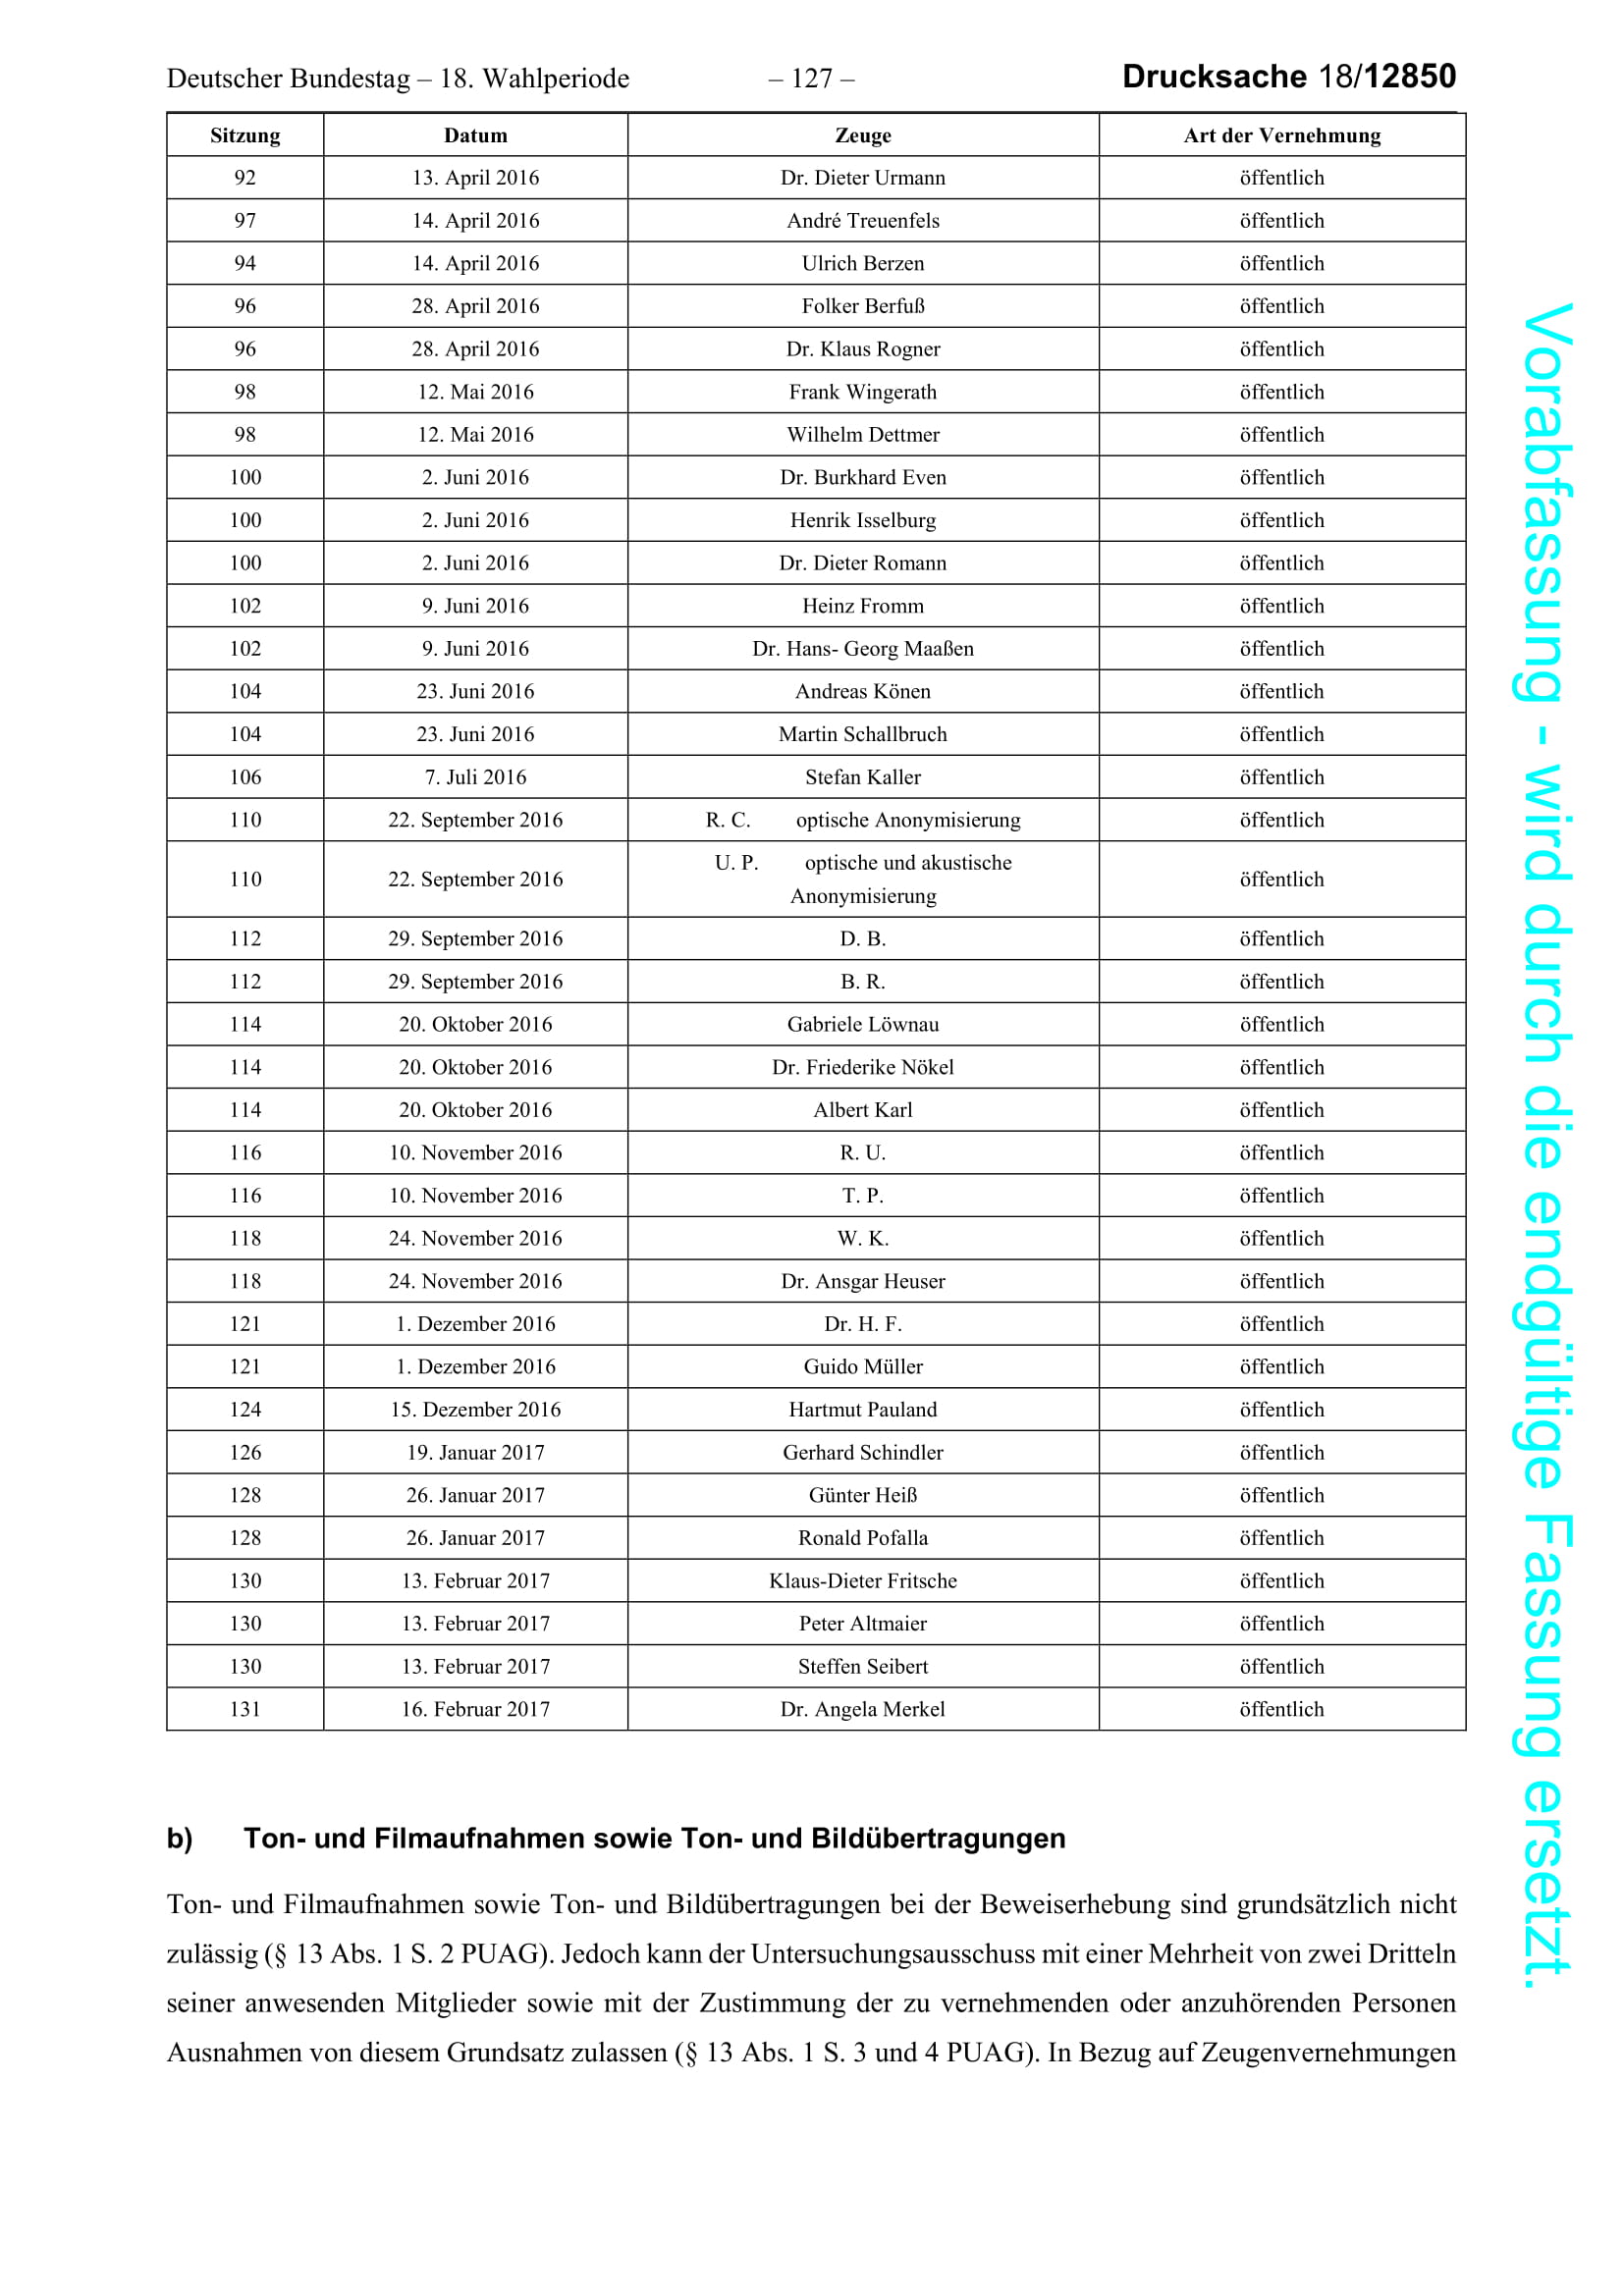 Deutscher Bundestag – 18. Wahlperiode – 127 – Drucksache 18/12850
Sitzung Datum Zeuge Art der Vernehmung
92 13. April 2016 Dr. Dieter Urmann öffentlich
97 14. April 2016 André Treuenfels öffentlich
94 14. April 2016 Ulrich Berzen öffentlich
96 28. April 2016 Folker Berfuß öffentlich
96 28. April 2016 Dr. Klaus Rogner öffentlich
98 12. Mai 2016 Frank Wingerath öffentlich
98 12. Mai 2016 Wilhelm Dettmer öffentlich
100 2. Juni 2016 Dr. Burkhard Even öffentlich
100 2. Juni 2016 Henrik Isselburg öffentlich
100 2. Juni 2016 Dr. Dieter Romann öffentlich
102 9. Juni 2016 Heinz Fromm öffentlich
102 9. Juni 2016 Dr. Hans- Georg Maaßen öffentlich
104 23. Juni 2016 Andreas Könen öffentlich
104 23. Juni 2016 Martin Schallbruch öffentlich
106 7. Juli 2016 Stefan Kaller öffentlich
110 22. September 2016 R. C. optische Anonymisierung öffentlich
110 22. September 2016 U. P. optische und akustische
Anonymisierung öffentlich
112 29. September 2016 D. B. öffentlich
112 29. September 2016 B. R. öffentlich
114 20. Oktober 2016 Gabriele Löwnau öffentlich
114 20. Oktober 2016 Dr. Friederike Nökel öffentlich
114 20. Oktober 2016 Albert Karl öffentlich
116 10. November 2016 R. U. öffentlich
116 10. November 2016 T. P. öffentlich
118 24. November 2016 W. K. öffentlich
118 24. November 2016 Dr. Ansgar Heuser öffentlich
121 1. Dezember 2016 Dr. H. F. öffentlich
121 1. Dezember 2016 Guido Müller öffentlich
124 15. Dezember 2016 Hartmut Pauland öffentlich
126 19. Januar 2017 Gerhard Schindler öffentlich
128 26. Januar 2017 Günter Heiß öffentlich
128 26. Januar 2017 Ronald Pofalla öffentlich
130 13. Februar 2017 Klaus-Dieter Fritsche öffentlich
130 13. Februar 2017 Peter Altmaier öffentlich
130 13. Februar 2017 Steffen Seibert öffentlich
131 16. Februar 2017 Dr. Angela Merkel öffentlich
b) Ton- und Filmaufnahmen sowie Ton- und Bildübertragungen
Ton- und Filmaufnahmen sowie Ton- und Bildübertragungen bei der Beweiserhebung sind grundsätzlich nicht
zulässig (§ 13 Abs. 1 S. 2 PUAG). Jedoch kann der Untersuchungsausschuss mit einer Mehrheit von zwei Dritteln
seiner anwesenden Mitglieder sowie mit der Zustimmung der zu vernehmenden oder anzuhörenden Personen
Ausnahmen von diesem Grundsatz zulassen (§ 13 Abs. 1 S. 3 und 4 PUAG). In Bezug auf Zeugenvernehmungen
Vorabfassung - wird durch die endgültige Fassung ersetzt.